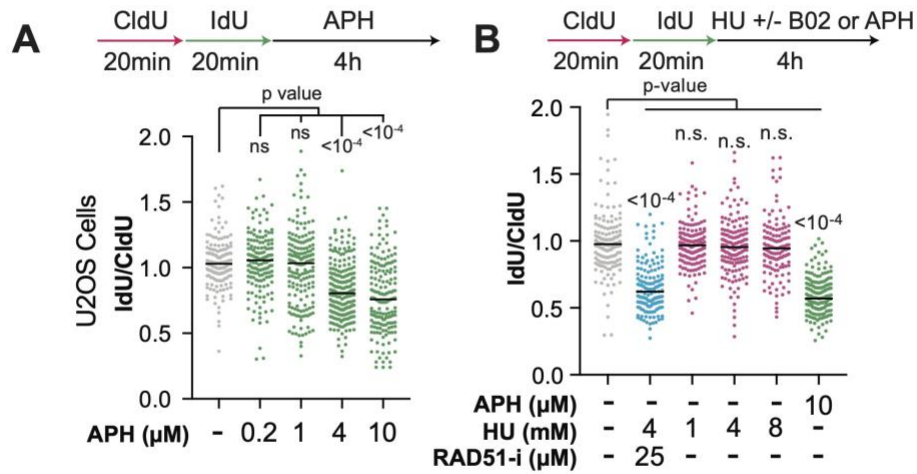 A
CldU IdU APH
20min 20min 4h
p value
ns ns <10-4 <10-4
2.0
1.5
1.0
0.5
0.0
U2OS Cells
IdU/CldU
APH (µM) - 0.2 1 4 10
B
CldU IdU HU +/- B02 or APH
20min 20min 4h
p-value
<10-4 n.s. n.s. n.s. <10-4
2.0
1.5
1.0
0.5
0.0
IdU/CldU
APH (µM) - - - - - 10
HU (mM) - 4 1 4 8 -
RAD51-i (µM) - 25 - - - -